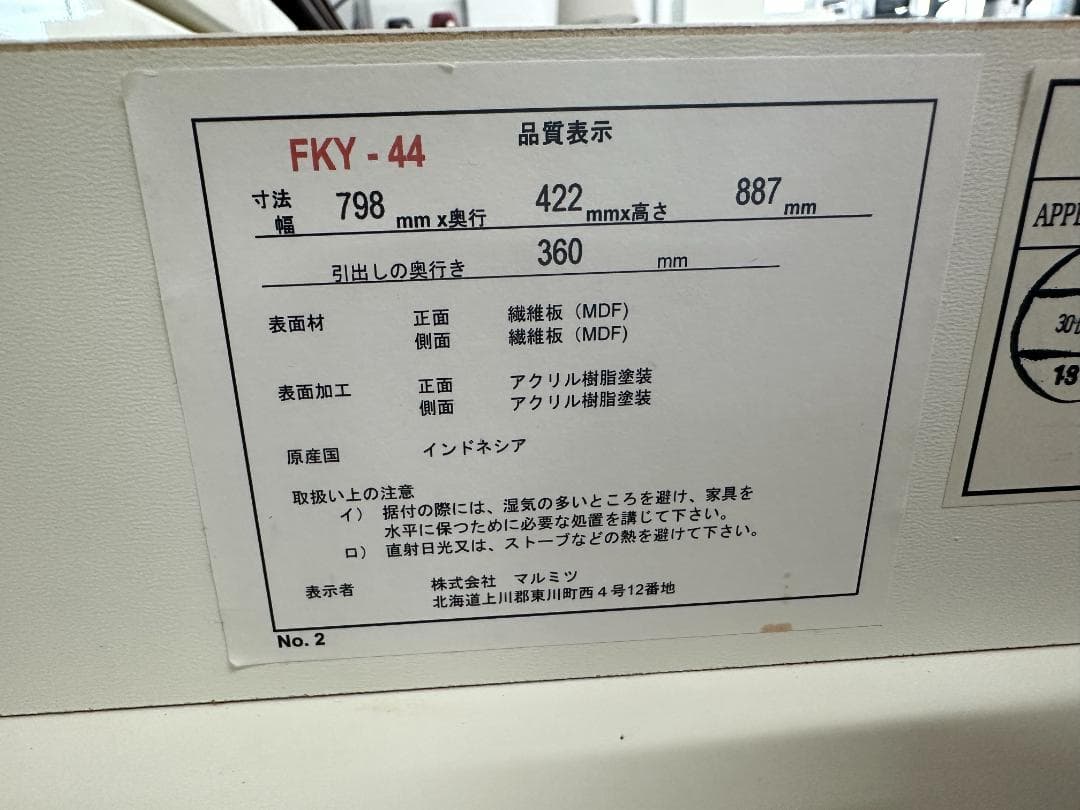 品質表示
FKY - 44
寸法
幅 798 mm x奥行 422 mmx高さ 887 mm
引出しの奥行き 360 mm
表面材 正面 繊維板（MDF)
側面 繊維板（MDF)
表面加工 正面 アクリル樹脂塗装
側面 アクリル樹脂塗装
原産国 インドネシア
取扱い上の注意
イ） 据付の際には、湿気の多いところを避け、家具を
水平に保つために必要な処置を講じて下さい。
ロ） 直射日光又は、ストーブなどの熱を避けて下さい。
表示者 株式会社 マルミツ
北海道上川郡東川町西４号12番地
No. 2